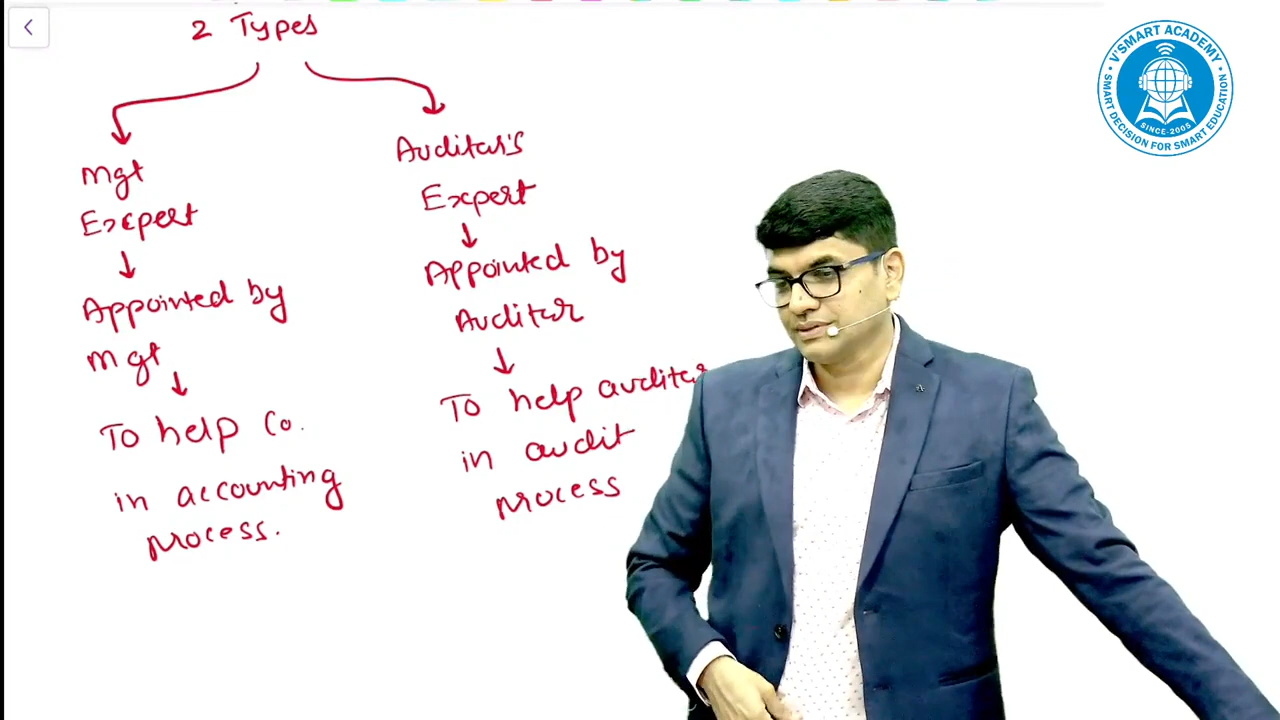 2 Types
Mgt
Expert
Appointed by
Mgt
To help Co.
in accounting
process.
Auditor's
Expert
Appointed by
Auditor
To help auditor
in audit
process
V'SMART ACADEMY
SINCE-2005
SMART DECISION FOR SMART EDUCATION